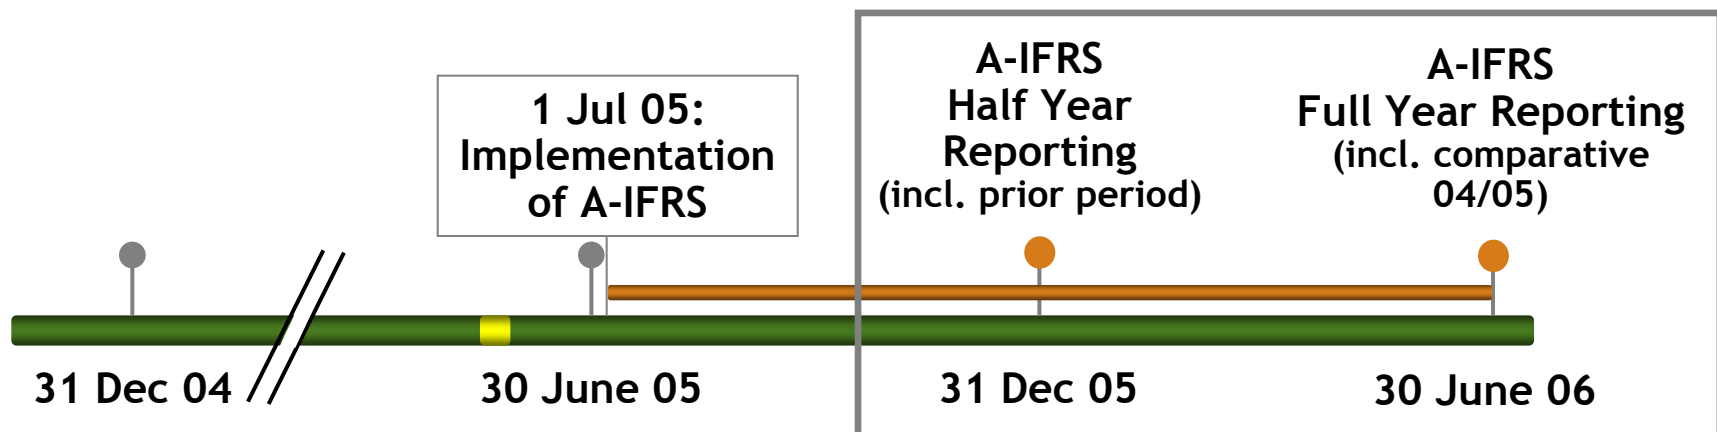 1 Jul 05:
Implementation
of A-IFRS
A-IFRS
Half Year
Reporting
(incl. prior period)
A-IFRS
Full Year Reporting
(incl. comparative
04/05)
31 Dec 04
30 June 05
31 Dec 05
30 June 06